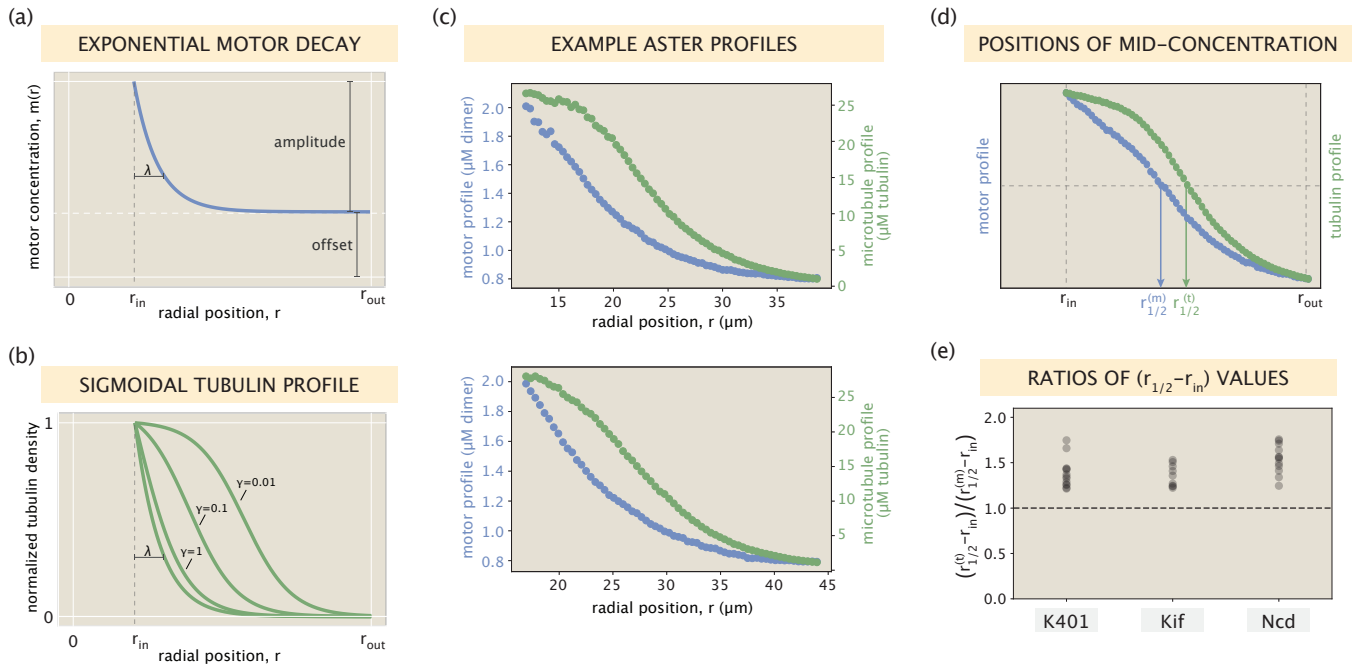 (a)
EXPONENTIAL MOTOR DECAY
motor concentration, m(r)
amplitude
λ
offset
0
r_in
r_out
radial position, r
(b)
SIGMOIDAL TUBULIN PROFILE
normalized tubulin density
1
0
γ=0.01
γ=0.1
γ=1
λ
0
r_in
r_out
radial position, r
(c)
EXAMPLE ASTER PROFILES
motor profile (μM dimer)
2.0
1.8
1.6
1.4
1.2
1.0
0.8
25
20
15
10
5
0
microtubule profile
(μM tubulin)
15
20
25
30
35
radial position, r (μm)
motor profile (μM dimer)
2.0
1.8
1.6
1.4
1.2
1.0
0.8
25
20
15
10
5
microtubule profile
(μM tubulin)
20
25
30
35
40
45
radial position, r (μm)
(d)
POSITIONS OF MID-CONCENTRATION
motor profile
tubulin profile
r_in
r_1/2^(m)
r_1/2^(t)
r_out
(e)
RATIOS OF (r_1/2–r_in) VALUES
(r_1/2^(t)–r_in)/(r_1/2^(m)–r_in)
2.0
1.5
1.0
0.5
0.0
K401
Kif
Ncd